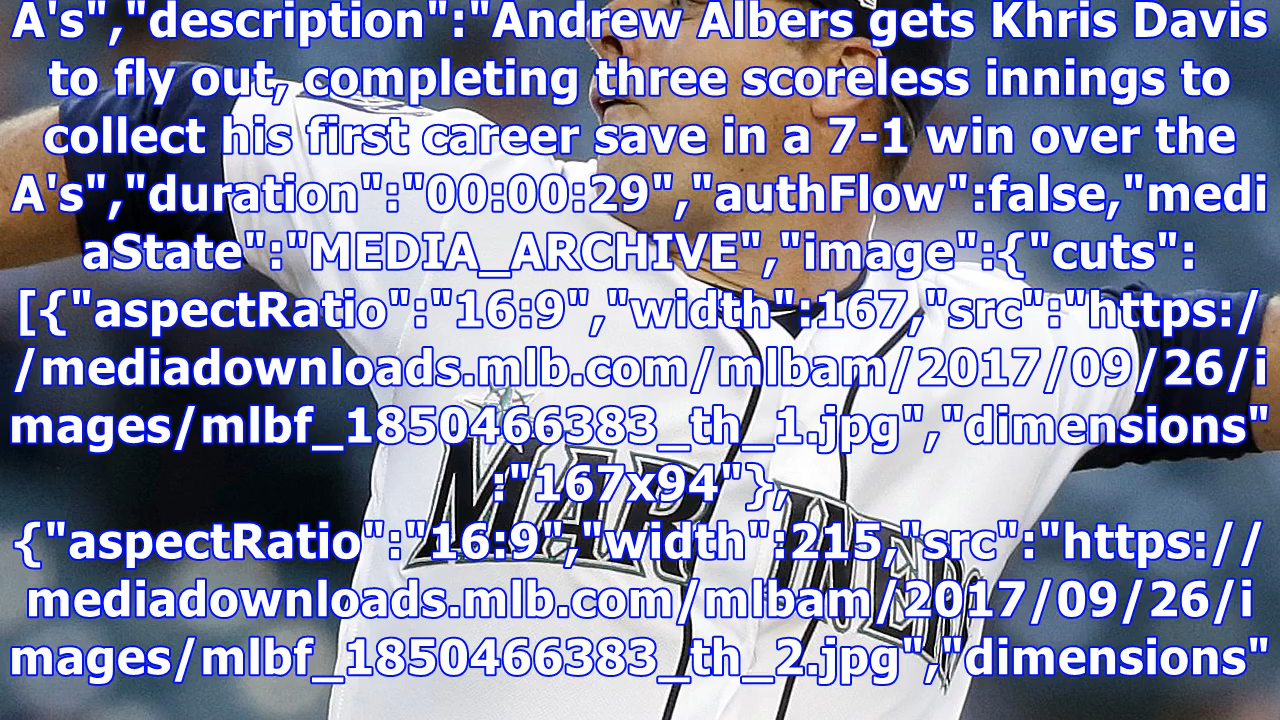 A's","description":"Andrew Albers gets Khris Davis
to fly out, completing three scoreless innings to
collect his first career save in a 7-1 win over the
A's","duration":"00:00:29","authFlow":false,"medi
aState":"MEDIA_ARCHIVE","image":{"cuts":
[{"aspectRatio":"16:9","width":167,"src":"https:/
/mediadownloads.mlb.com/mlbam/2017/09/26/i
mages/mlbf_1850466383_th_1.jpg","dimensions"
:"167x94"},
{"aspectRatio":"16:9","width":215,"src":"https://
mediadownloads.mlb.com/mlbam/2017/09/26/i
mages/mlbf_1850466383_th_2.jpg","dimensions"
MARINERS